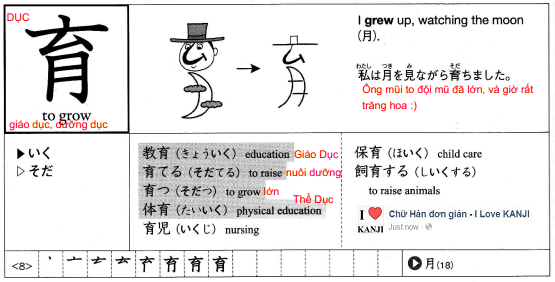 DỤC
育
to grow
giáo dục, dưỡng dục
I grew up, watching the moon
(月).
わたし つき み そだ
私は月を見ながら育ちました。
Ông mũi to đội mũ đã lớn, và giờ rất
trăng hoa :)
▶いく
▷そだ
教育（きょういく）education Giáo Dục
育てる（そだてる）to raise nuôi dưỡng
育つ（そだつ）to grow lớn
体育（たいいく）physical education Thể Dục
育児（いくじ）nursing
保育（ほいく）child care
飼育する（しいくする）
to raise animals
I ❤ KANJI
Chữ Hán đơn giản - I Love KANJI
Just now ·
<8>
育 育
月(18)